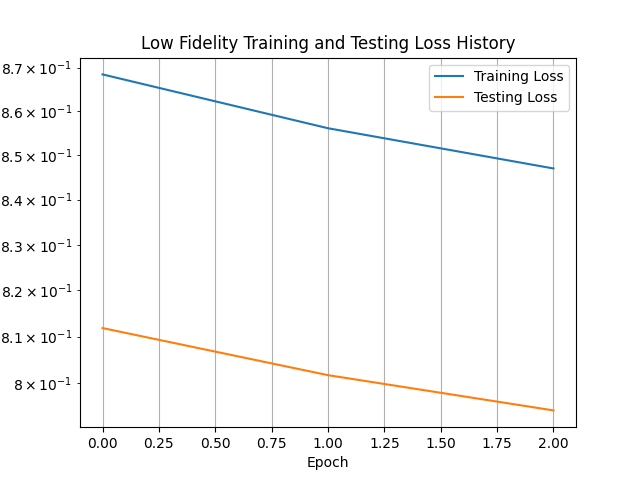 Low Fidelity Training and Testing Loss History
8.7 × 10⁻¹
8.6 × 10⁻¹
8.5 × 10⁻¹
8.4 × 10⁻¹
8.3 × 10⁻¹
8.2 × 10⁻¹
8.1 × 10⁻¹
8 × 10⁻¹
Training Loss
Testing Loss
0.00 0.25 0.50 0.75 1.00 1.25 1.50 1.75 2.00
Epoch